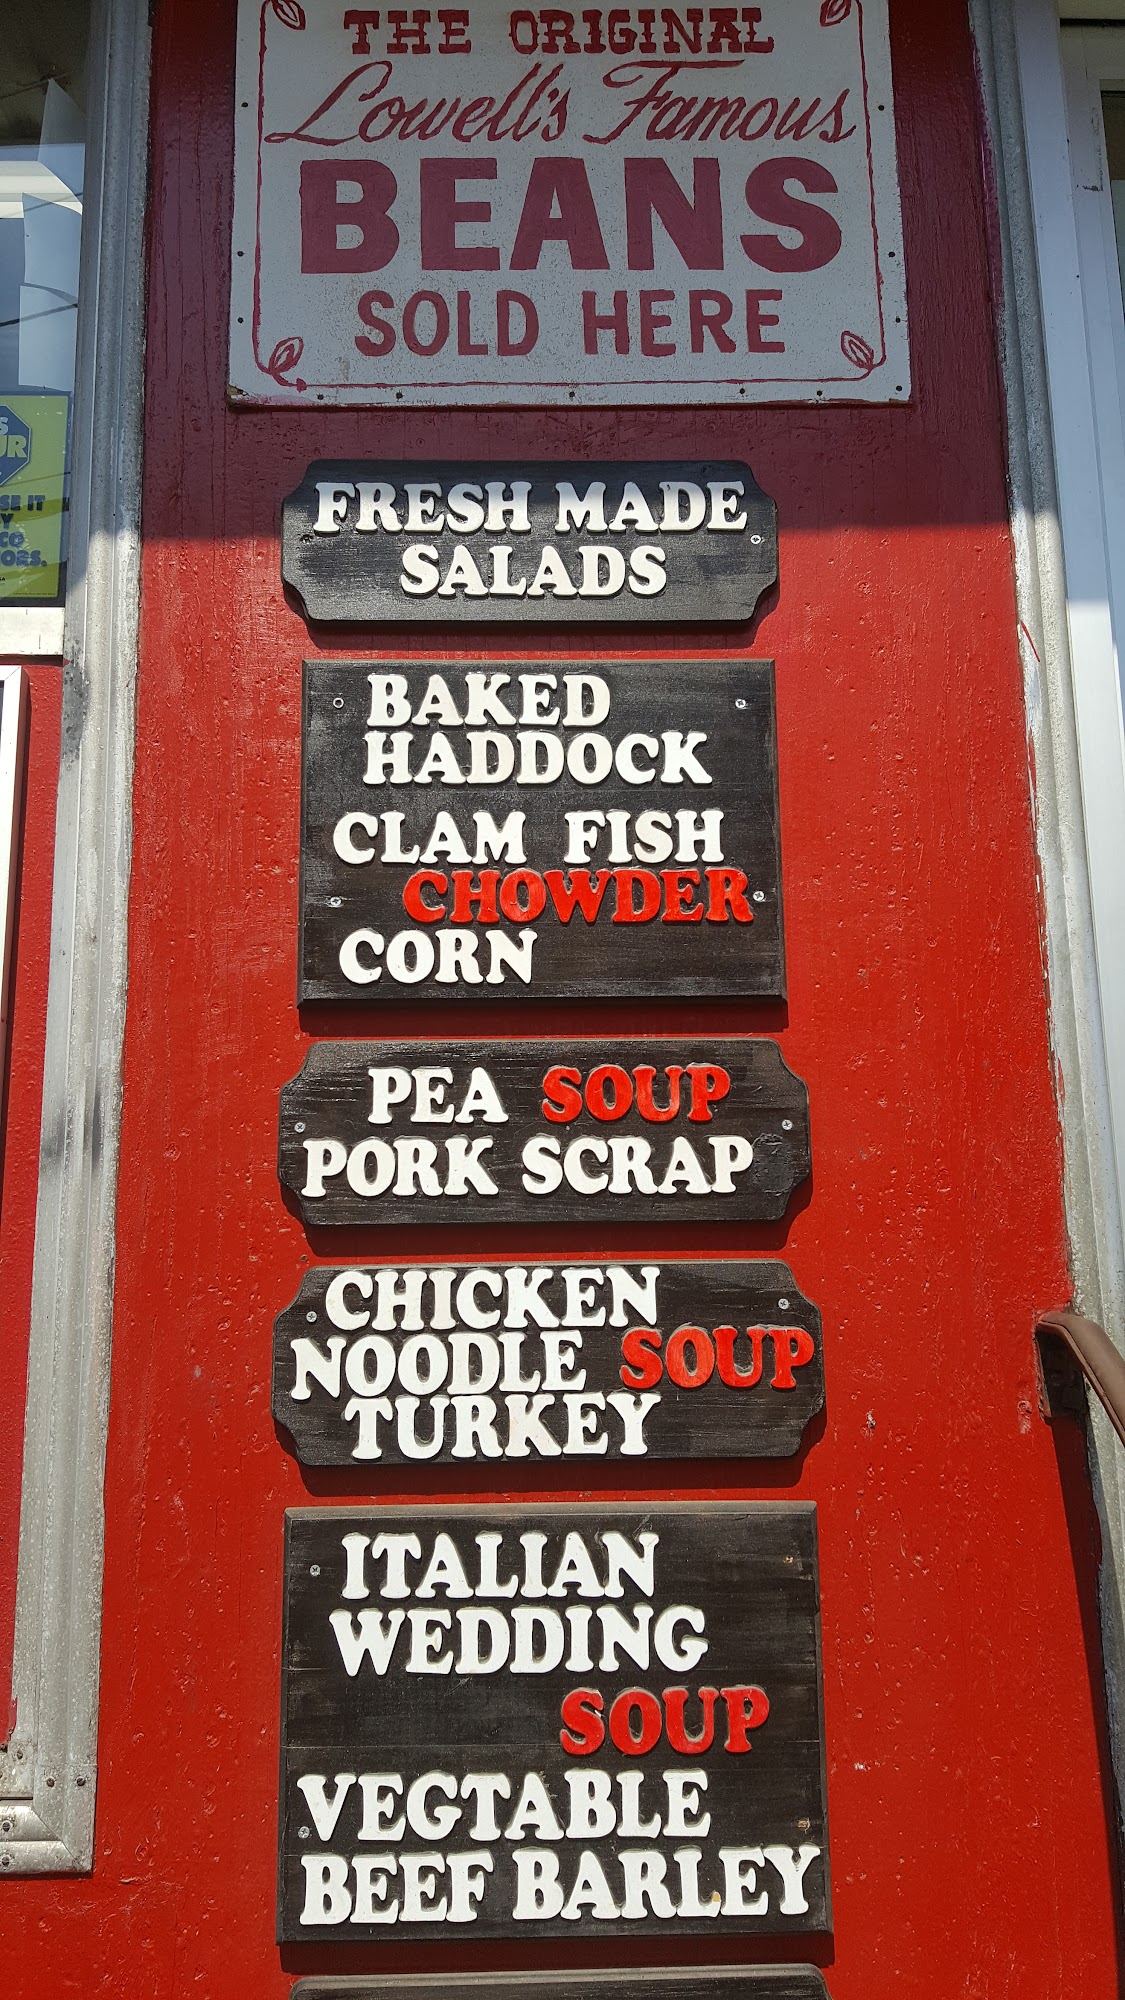 THE ORIGINAL
Lowell's Famous
BEANS
SOLD HERE
FRESH MADE
SALADS
BAKED
HADDOCK
CLAM FISH
CHOWDER
CORN
PEA SOUP
PORK SCRAP
CHICKEN
NOODLE SOUP
TURKEY
ITALIAN
WEDDING
SOUP
VEGTABLE
BEEF BARLEY